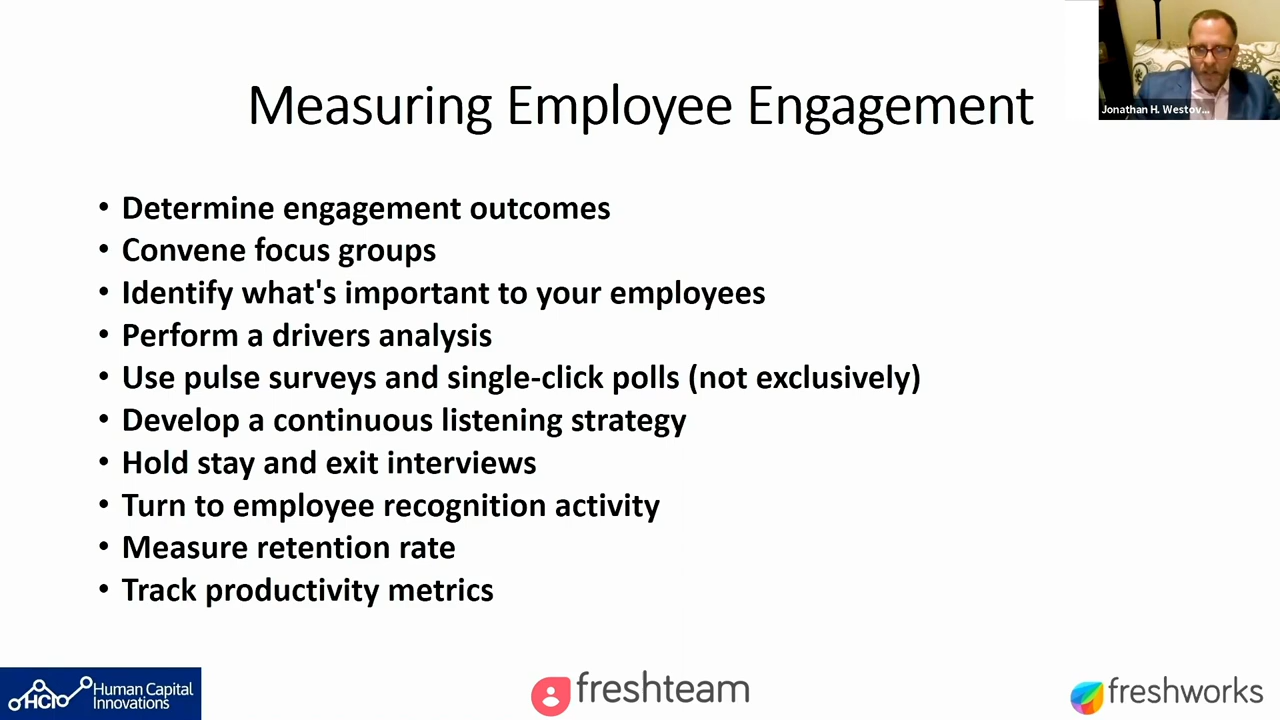 Measuring Employee Engagement
Jonathan H. Westov...
• Determine engagement outcomes
• Convene focus groups
• Identify what's important to your employees
• Perform a drivers analysis
• Use pulse surveys and single-click polls (not exclusively)
• Develop a continuous listening strategy
• Hold stay and exit interviews
• Turn to employee recognition activity
• Measure retention rate
• Track productivity metrics
HCI
Human Capital
Innovations
freshteam
freshworks